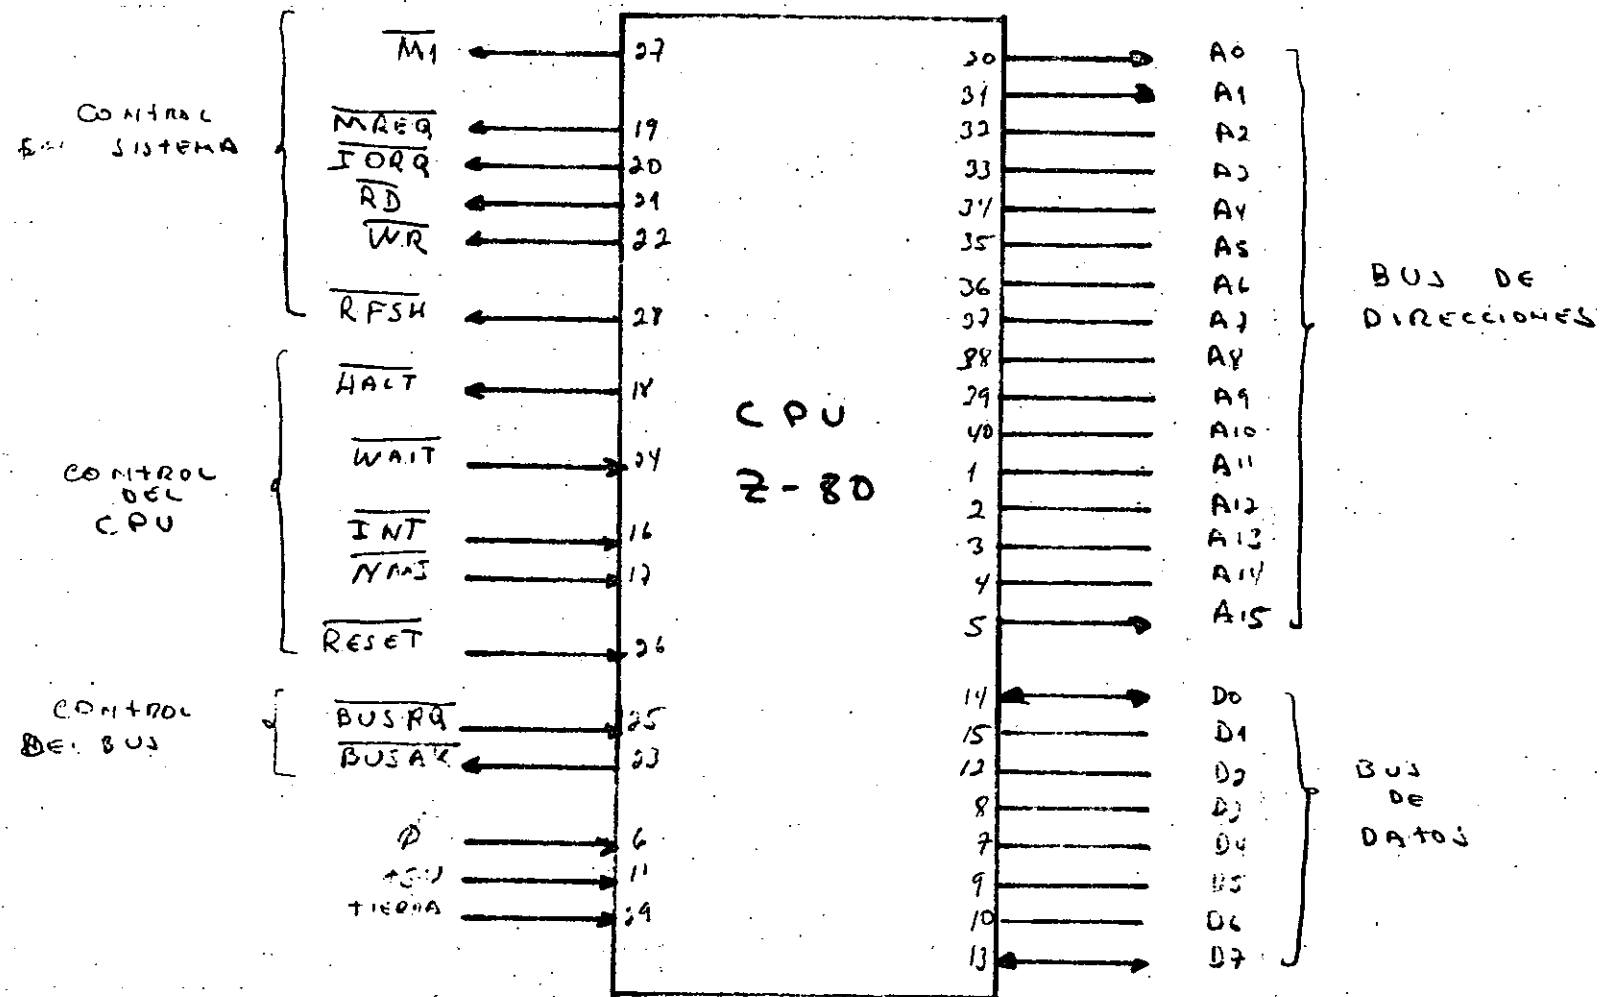 CONTROL
SISTEMA
M1
MREQ
IORQ
RD
WR
RFSH
27
19
20
21
22
28
CONTROL
DEL
CPU
HALT
WAIT
INT
NMI
RESET
18
24
16
17
26
CONTROL
DEL BUS
BUSRQ
BUSAK
25
23
Φ
+5V
TIERRA
6
11
29
CPU
Z-80
30 A0
31 A1
32 A2
33 A3
34 A4
35 A5
36 A6
37 A7
38 A8
39 A9
40 A10
1 A11
2 A12
3 A13
4 A14
5 A15
BUS DE
DIRECCIONES
14 D0
15 D1
12 D2
8 D3
7 D4
9 D5
10 D6
13 D7
BUS
DE
DATOS